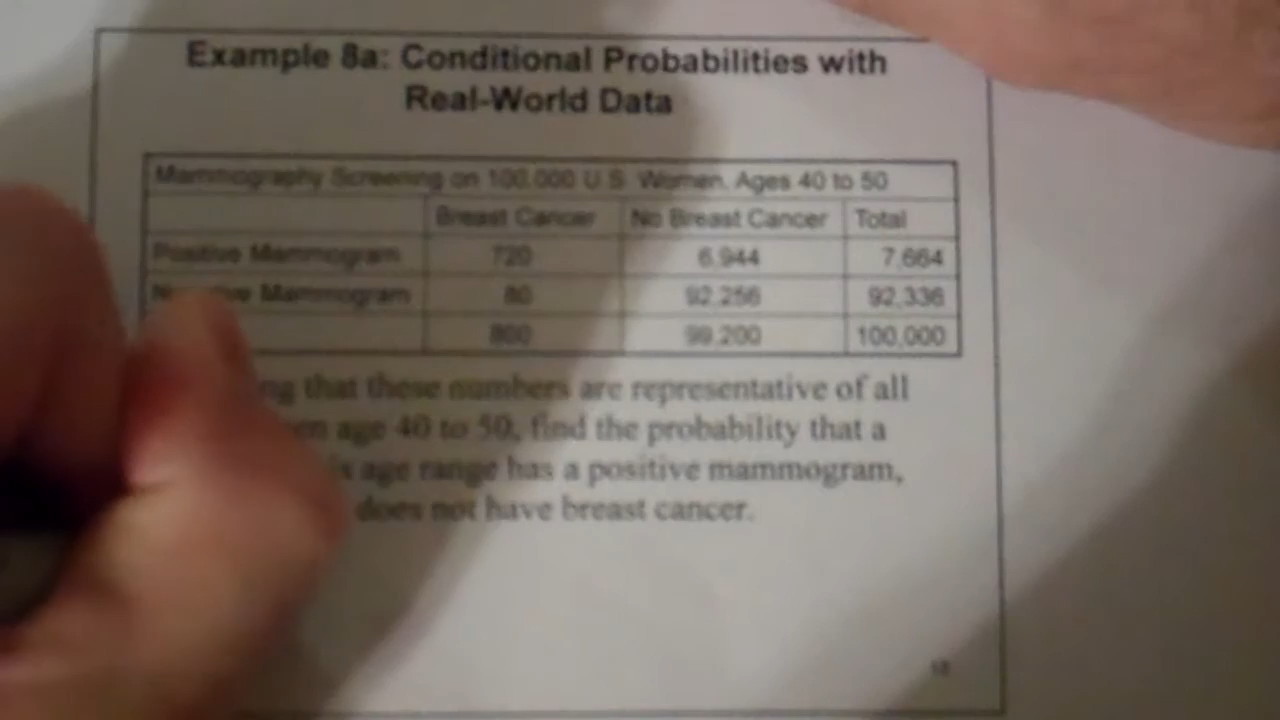 Example 8a: Conditional Probabilities with
Real-World Data
Mammography Screening on 100,000 U.S. Women, Ages 40 to 50
Breast Cancer No Breast Cancer Total
Positive Mammogram 720 6,944 7,664
Mammogram 80 92,256 92,336
800 99,200 100,000
that these numbers are representative of all
age 40 to 50, find the probability that a
age range has a positive mammogram,
does not have breast cancer.